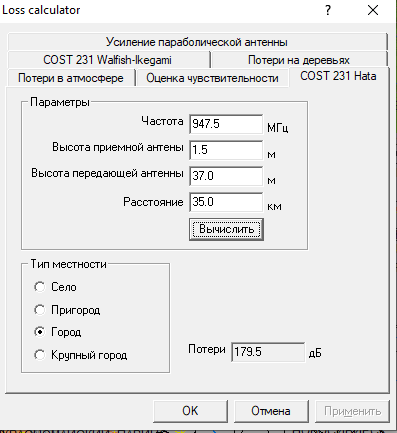 Loss calculator
Усиление параболической антенны
COST 231 Walfish-Ikegami Потери на деревьях
Потери в атмосфере Оценка чувствительности COST 231 Hata
Параметры
Частота 947.5 МГц
Высота приемной антены 1.5 м
Высота передающей антенны 37.0 м
Расстояние 35.0 км
Вычислить
Тип местности
Село
Пригород
Город
Крупный город
Потери 179.5 дБ
OK Отмена Применить